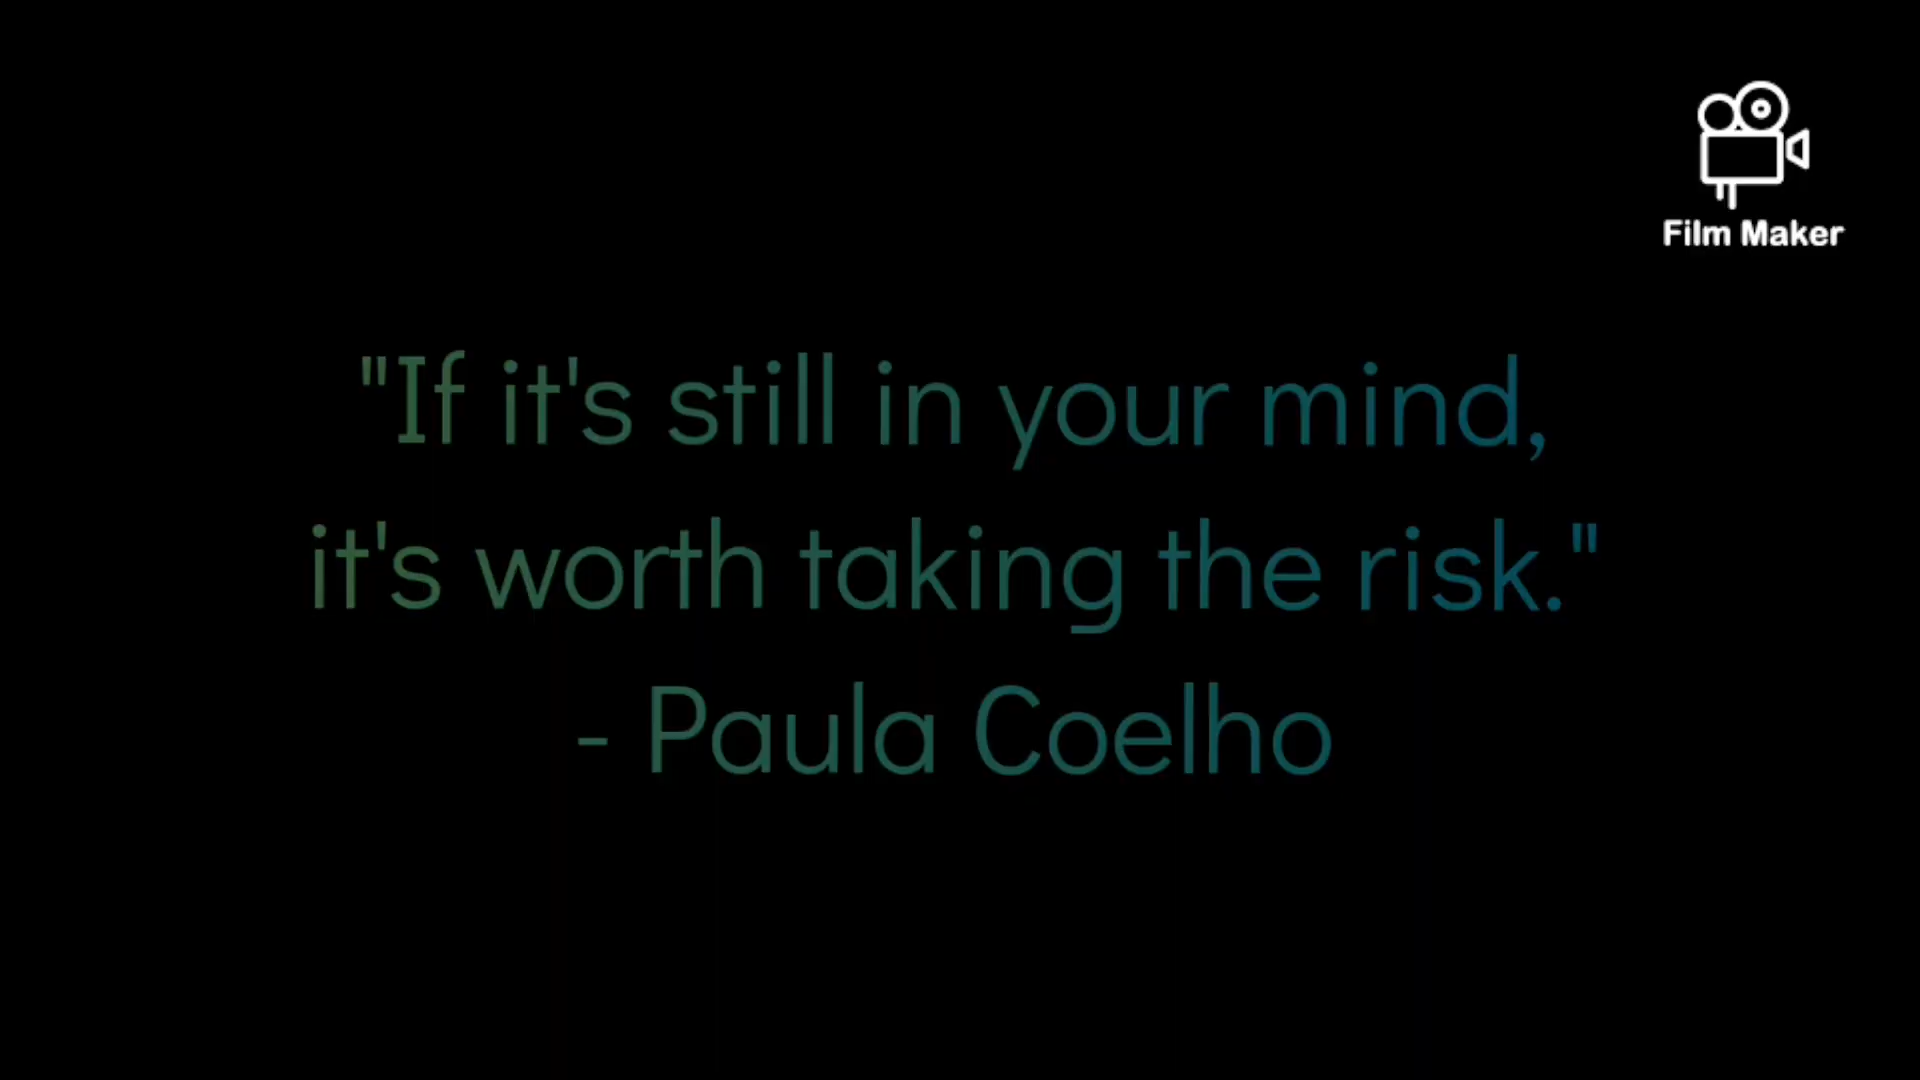 Film Maker
"If it's still in your mind,
it's worth taking the risk."
- Paula Coelho